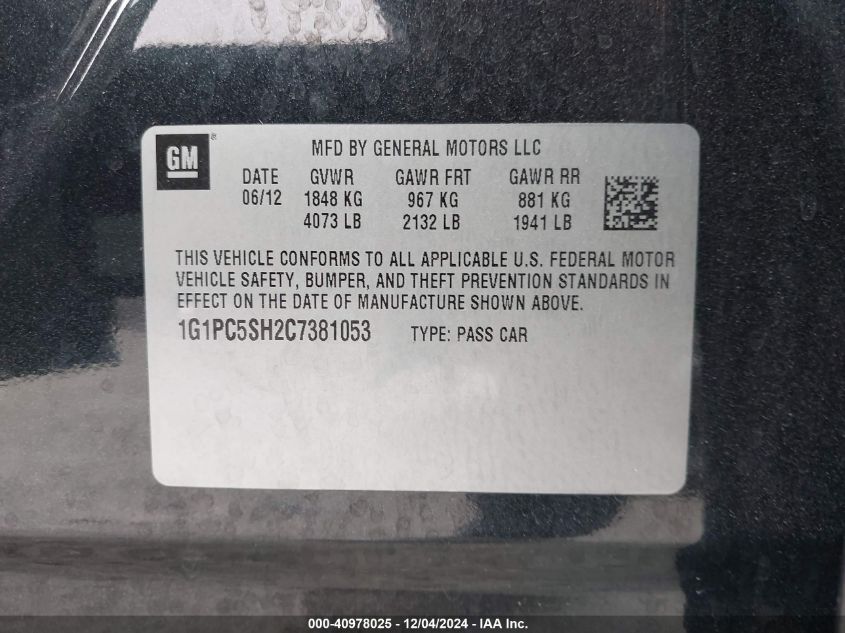 GM ®
MFD BY GENERAL MOTORS LLC
DATE GVWR GAWR FRT GAWR RR
06/12 1848 KG 967 KG 881 KG
4073 LB 2132 LB 1941 LB
THIS VEHICLE CONFORMS TO ALL APPLICABLE U.S. FEDERAL MOTOR
VEHICLE SAFETY, BUMPER, AND THEFT PREVENTION STANDARDS IN
EFFECT ON THE DATE OF MANUFACTURE SHOWN ABOVE.
1G1PC5SH2C7381053 TYPE: PASS CAR
000-40978025 - 12/04/2024 - IAA Inc.